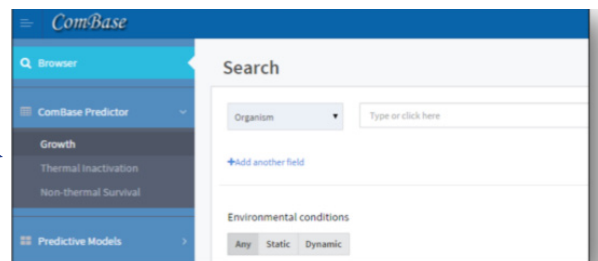 ComBase
Browser
ComBase Predictor
Growth
Thermal Inactivation
Non-thermal Survival
Predictive Models
Search
Organism
Type or click here
+Add another field
Environmental conditions
Any Static Dynamic